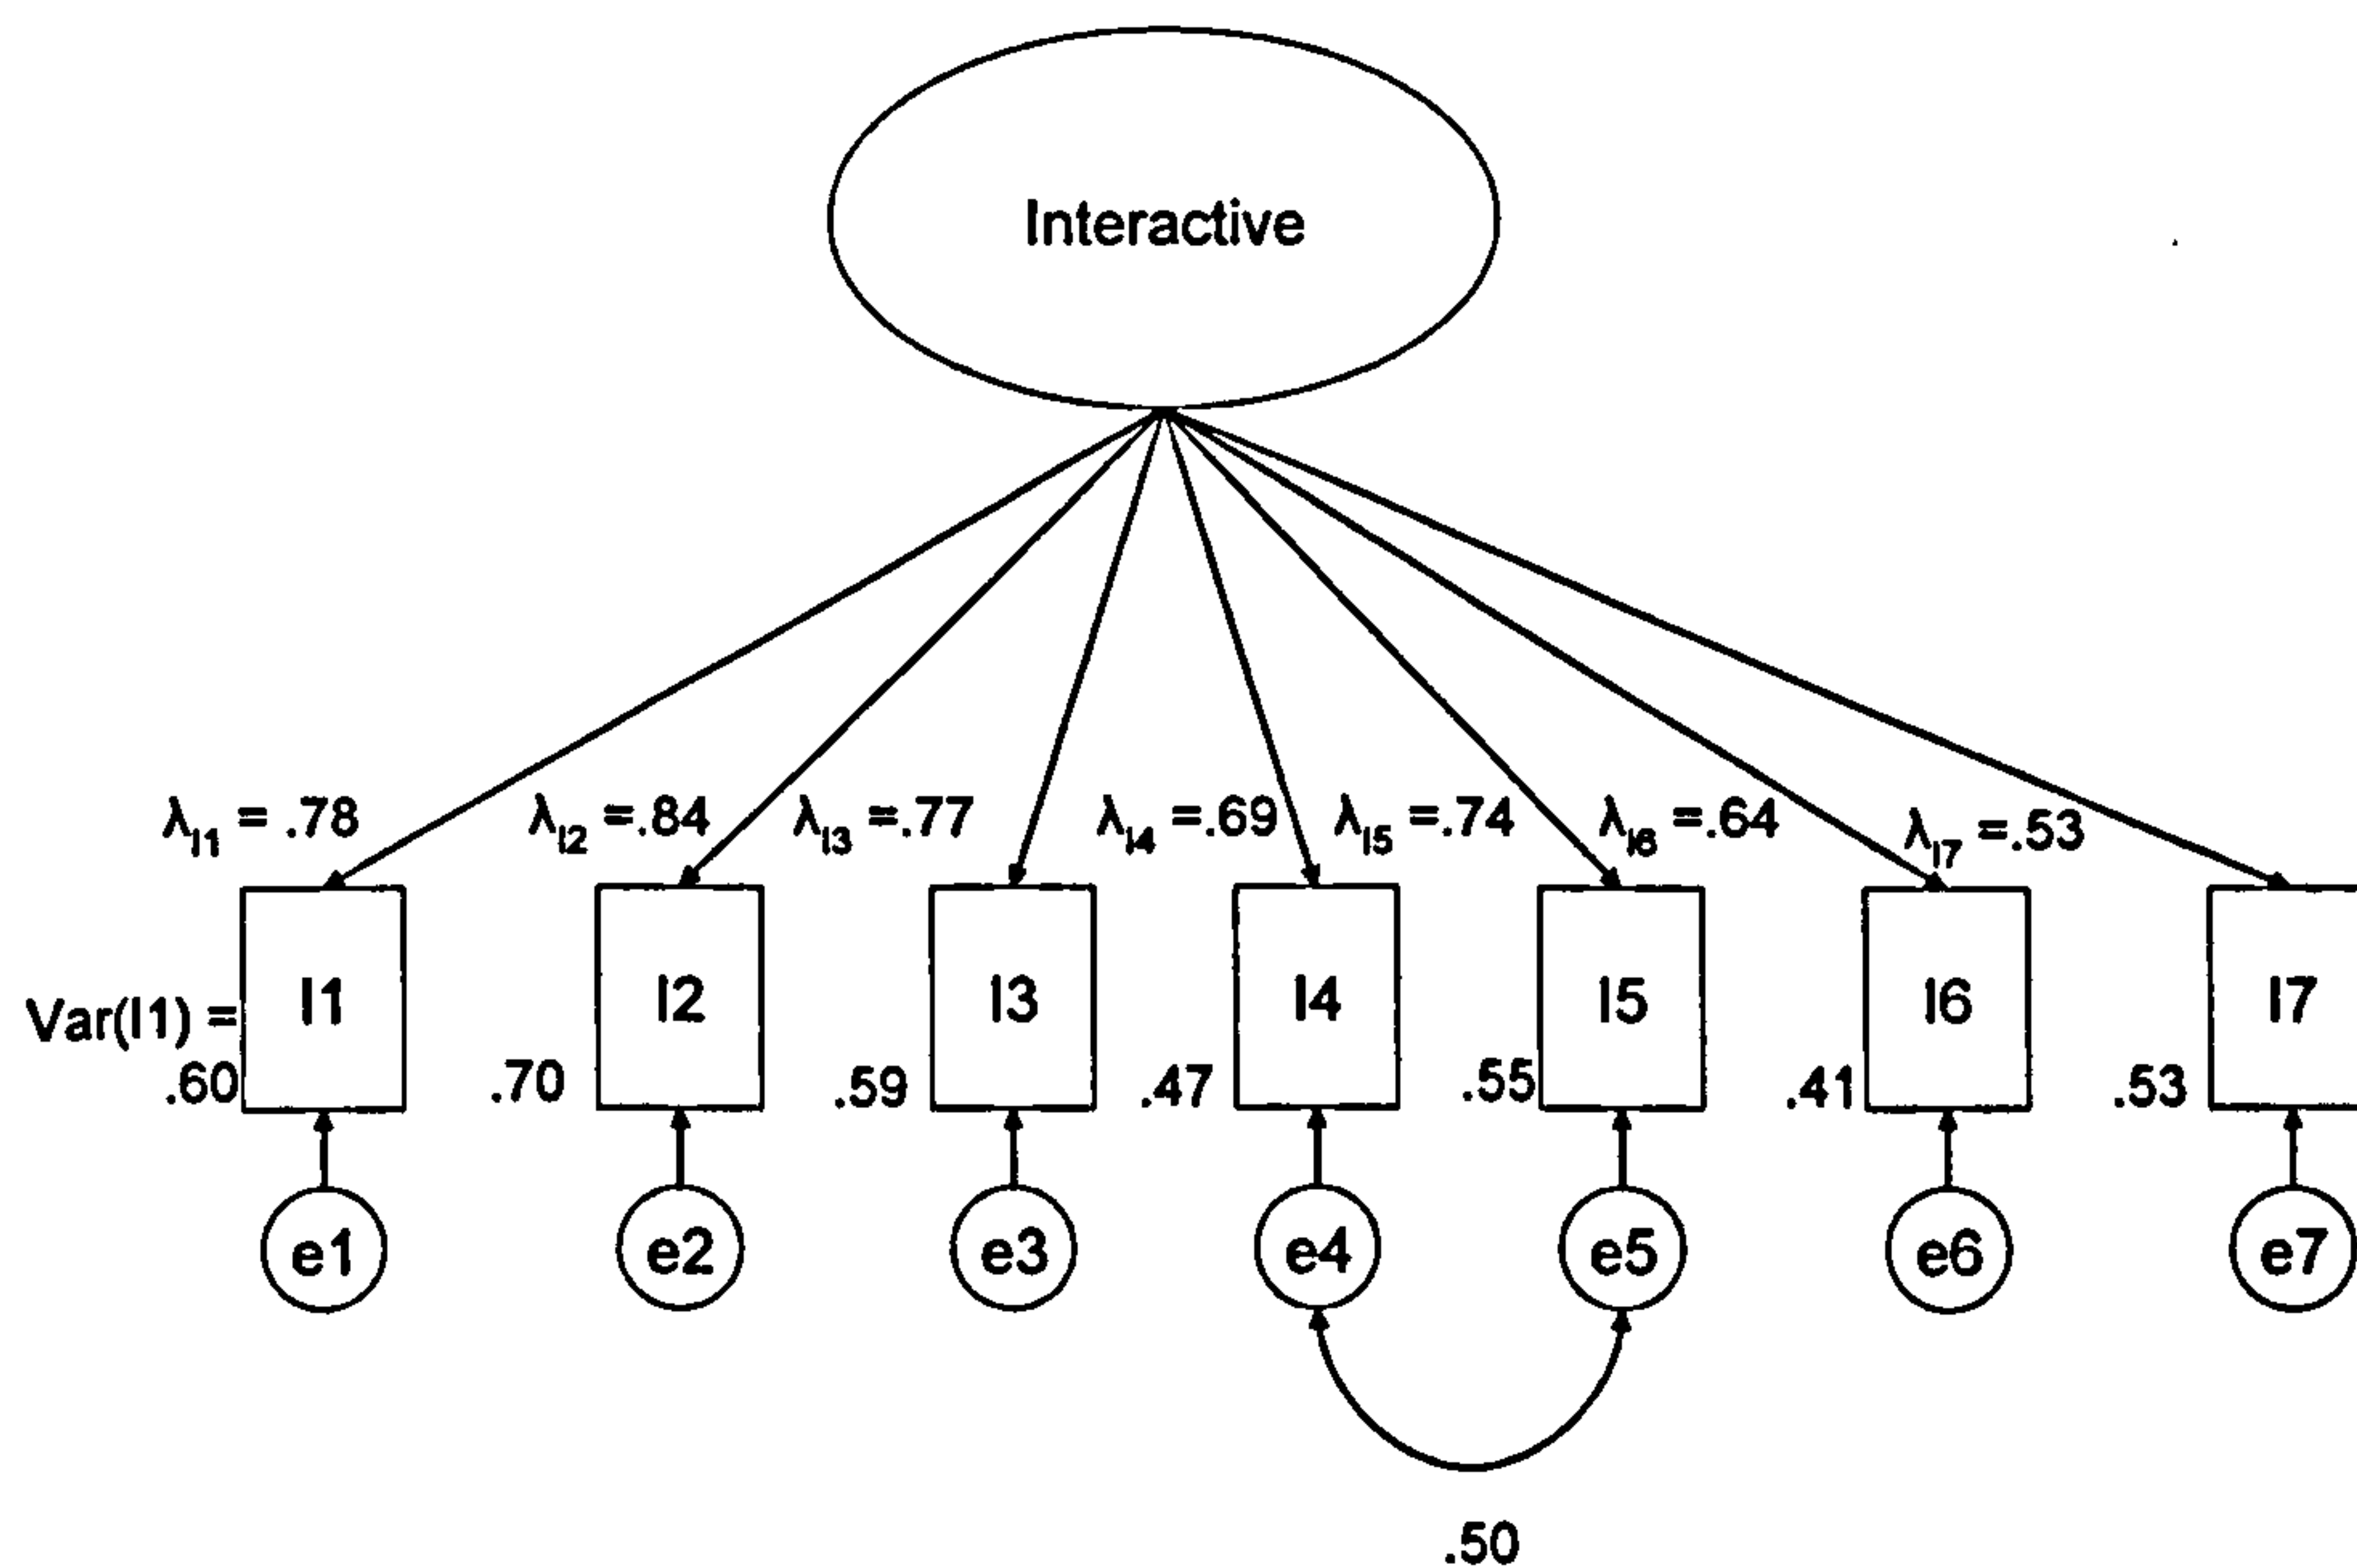 Interactive
λI1 = .78
λI2 =.84
λI3 =.77
λI4 =.69
λI5 =.74
λI6 =.64
λI7 =.53
I1
I2
I3
I4
I5
I6
I7
Var(I1) =
.60
.70
.59
.47
.55
.41
.53
e1
e2
e3
e4
e5
e6
e7
.50